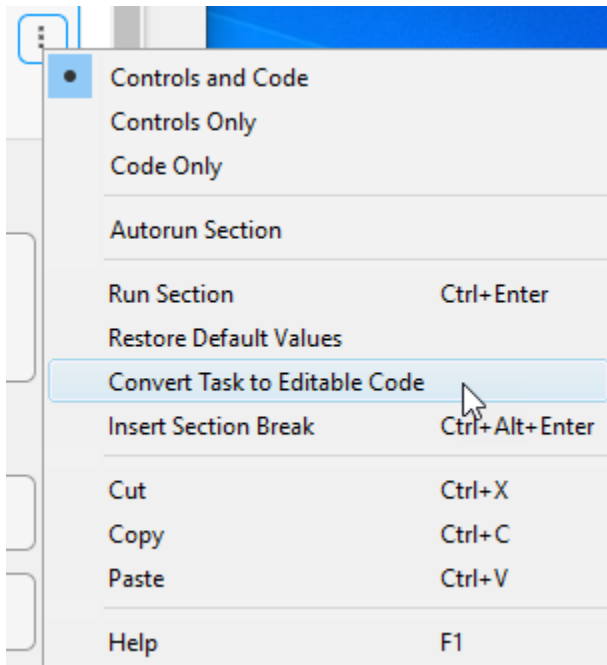 Controls and Code
Controls Only
Code Only
Autorun Section
Run Section Ctrl+Enter
Restore Default Values
Convert Task to Editable Code
Insert Section Break Ctrl+Alt+Enter
Cut Ctrl+X
Copy Ctrl+C
Paste Ctrl+V
Help F1